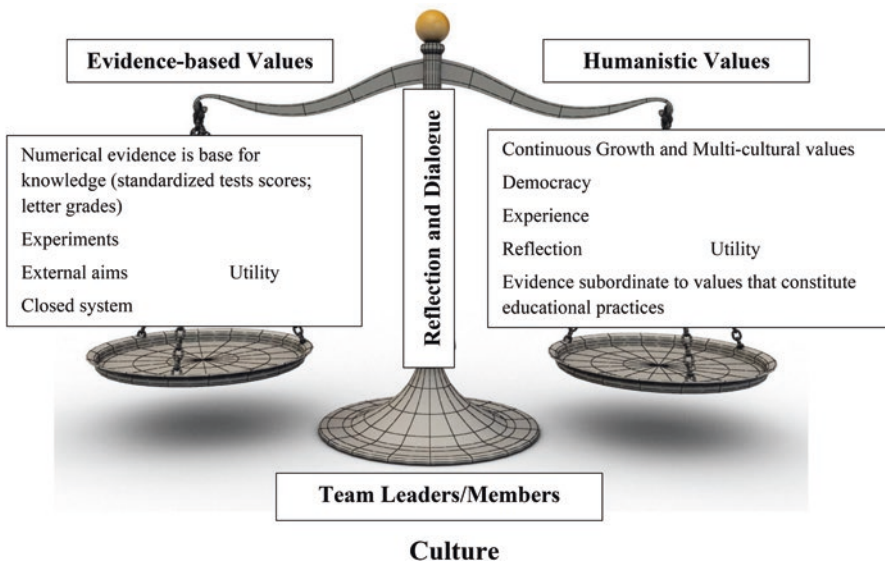 Evidence-based Values
Humanistic Values
Numerical evidence is base for
knowledge (standardized tests scores;
letter grades)
Experiments
External aims Utility
Closed system
Reflection and Dialogue
Continuous Growth and Multi-cultural values
Democracy
Experience
Reflection Utility
Evidence subordinate to values that constitute
educational practices
Team Leaders/Members
Culture